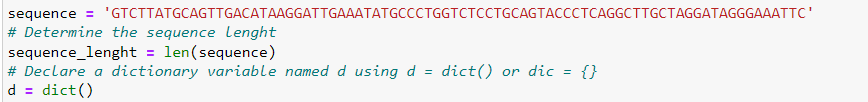 sequence = 'GTCTTATGCAGTTGACATAAGGATTGAAATATGCCCTGGTCTCCTGCAGTACCCTCAGGCTTGCTAGGATAGGGAAATTC'
# Determine the sequence Lenght
sequence_lenght = len(sequence)
# Declare a dictionary variable named d using d = dict() or dic = {}
d = dict()